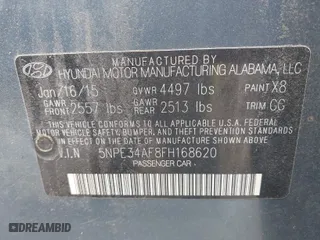 MANUFACTURED BY
HYUNDAI MOTOR MANUFACTURING ALABAMA, LLC
Jan/16/15 GVWR 4497 lbs PAINT X8
GAWR FRONT 2557 lbs GAWR REAR 2513 lbs TRIM GG
THIS VEHICLE CONFORMS TO ALL APPLICABLE
FEDERAL MOTOR VEHICLE SAFETY, BUMPER, AND
THEFT PREVENTION STANDARDS IN EFFECT ON
THE DATE OF MANUFACTURE SHOWN ABOVE.
V.I.N 5NPE34AF8FH168620
PASSENGER CAR